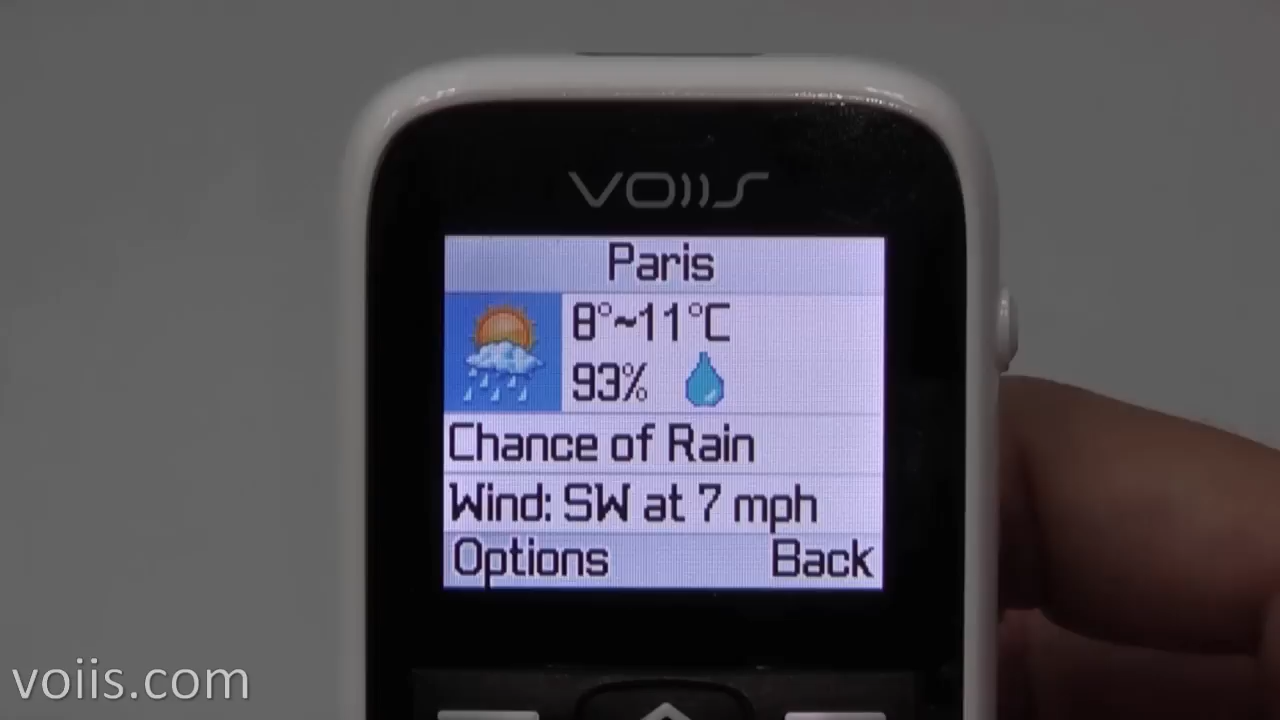 VOIIS
Paris
8°~11°C
93%
Chance of Rain
Wind: SW at 7 mph
Options Back
voiis.com